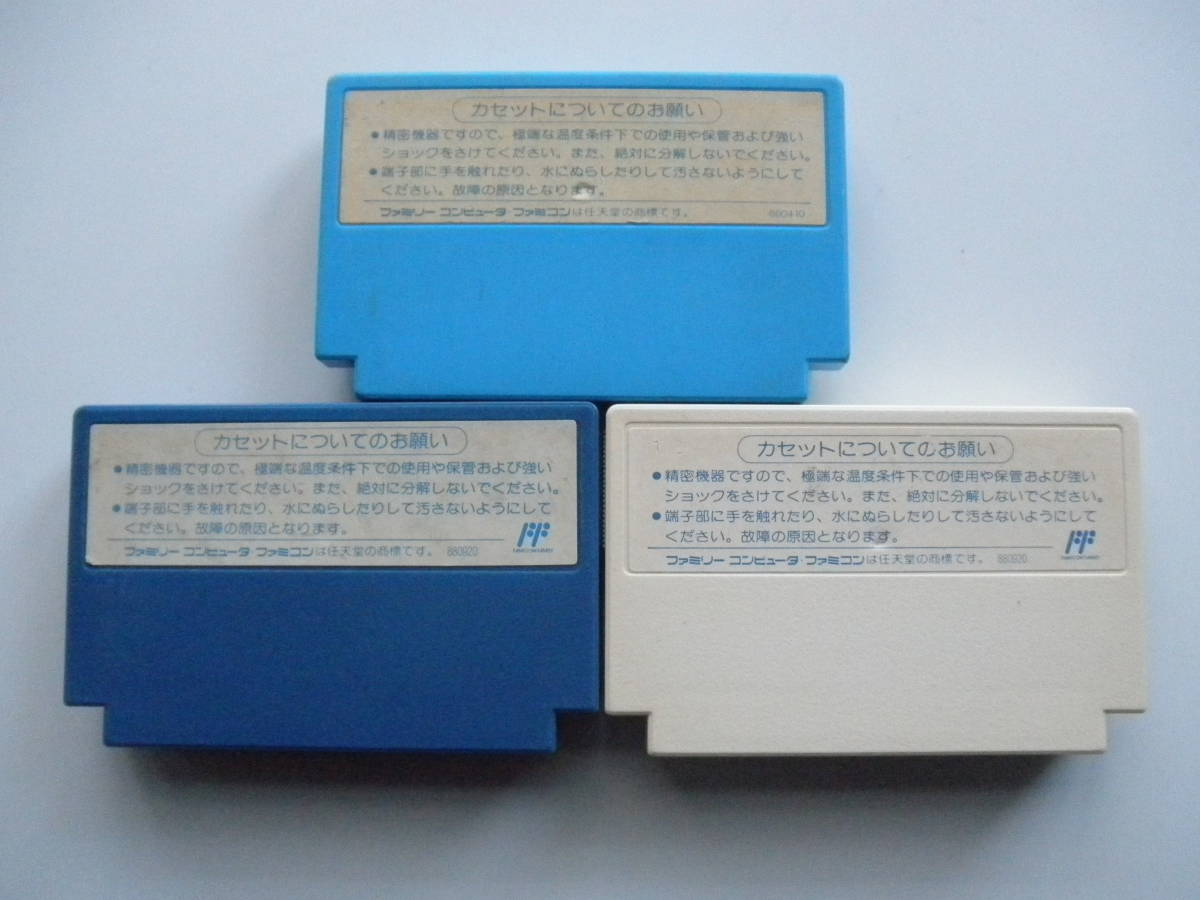 カセットについてのお願い
●精密機器ですので、極端な温度条件下での使用や保管および強い
ショックをさけてください。また、絶対に分解しないでください。
●端子部に手を触れたり、水にぬらしたりして汚さないようにして
ください。故障の原因となります。
ファミリー コンピュータ・ファミコンは任天堂の商標です。
カセットについてのお願い
●精密機器ですので、極端な温度条件下での使用や保管および強い
ショックをさけてください。また、絶対に分解しないでください。
●端子部に手を触れたり、水にぬらしたりして汚さないようにして
ください。故障の原因となります。
ファミリー コンピュータ・ファミコンは任天堂の商標です。 880920
カセットについてのお願い
●精密機器ですので、極端な温度条件下での使用や保管および強い
ショックをさけてください。また、絶対に分解しないでください。
●端子部に手を触れたり、水にぬらしたりして汚さないようにして
ください。故障の原因となります。
ファミリー コンピュータ・ファミコンは任天堂の商標です。 880920